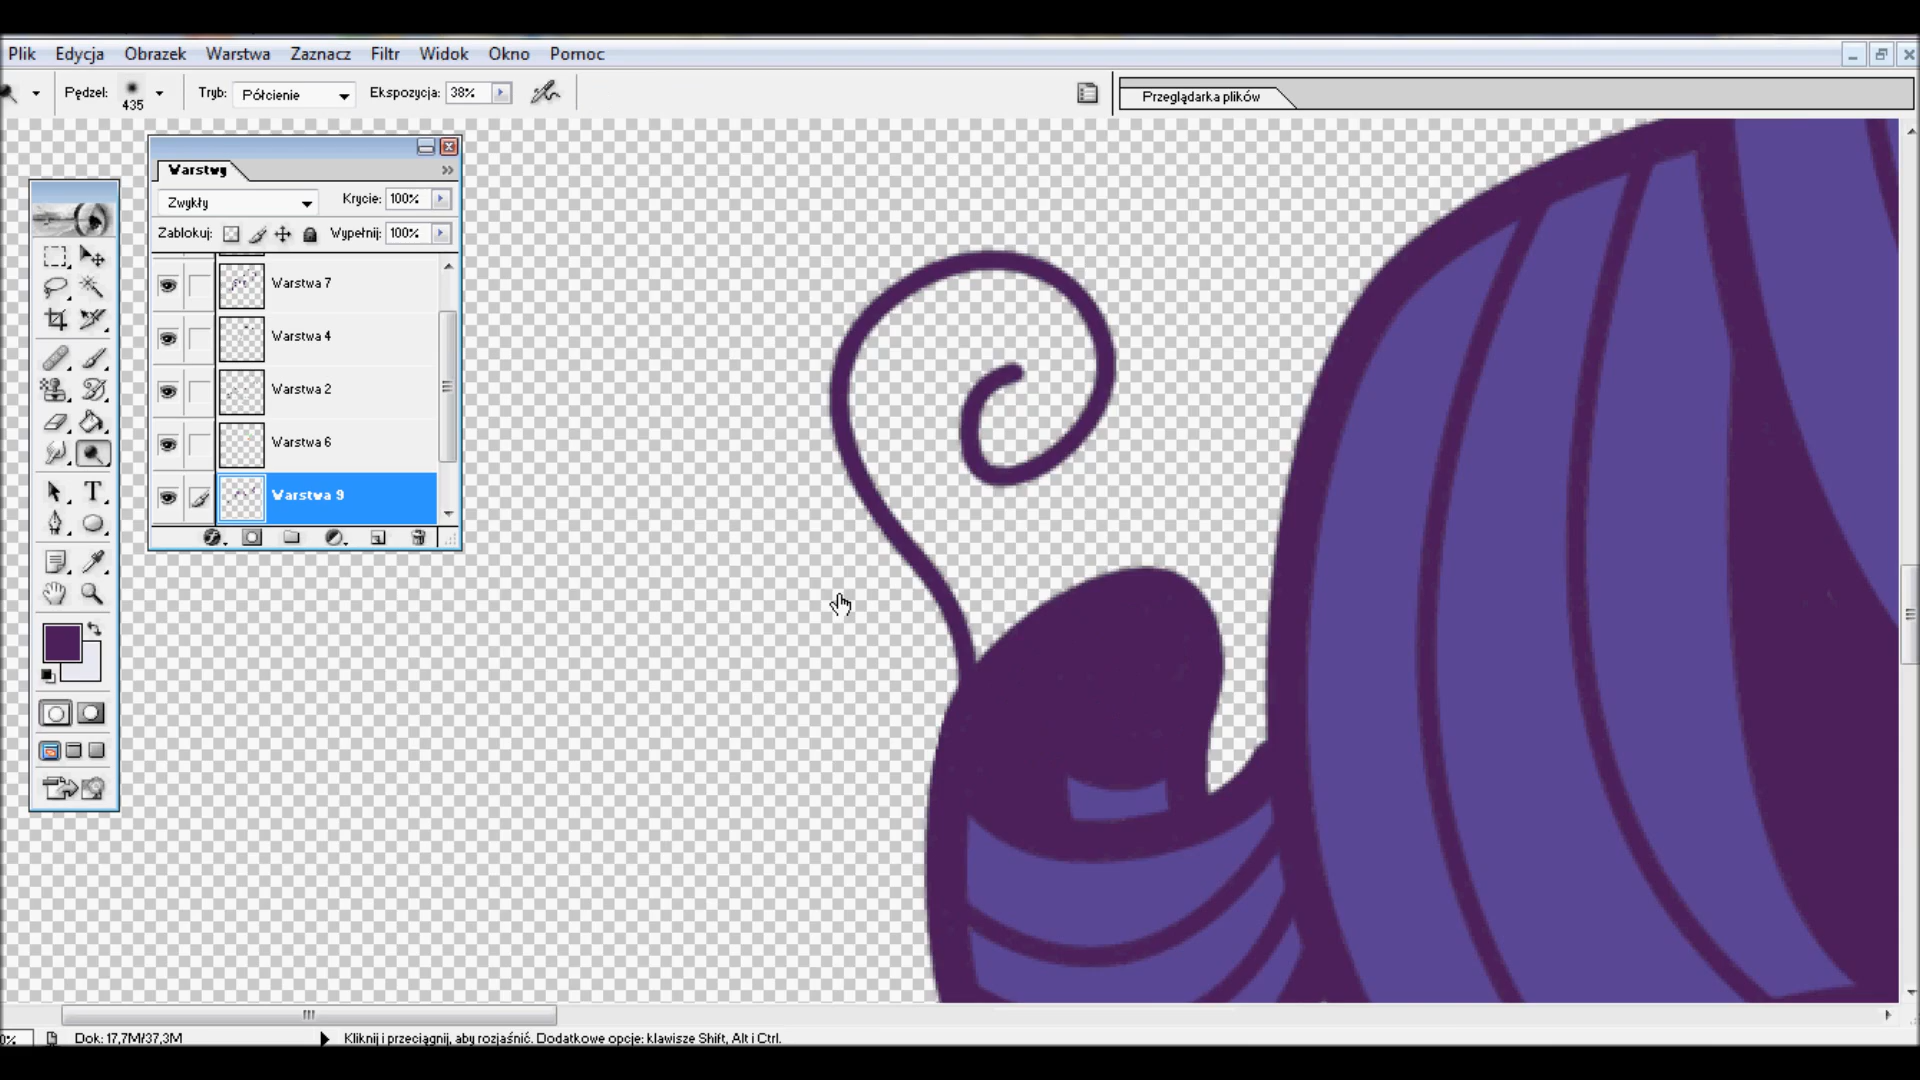 Plik Edycja Obrazek Warstwa Zaznacz Filtr Widok Okno Pomoc
Pędzel: 435 Tryb: Półcienie Ekspozycja: 38% Przeglądarka plików
Warstwy
Zwykły Krycie: 100%
Zablokuj: Wypełnij: 100%
Warstwa 7
Warstwa 4
Warstwa 2
Warstwa 6
Warstwa 9
T
Dok: 17,7M/37,3M Kliknij i przeciągnij, aby rozjaśnić. Dodatkowe opcje: klawisze Shift, Alt i Ctrl.